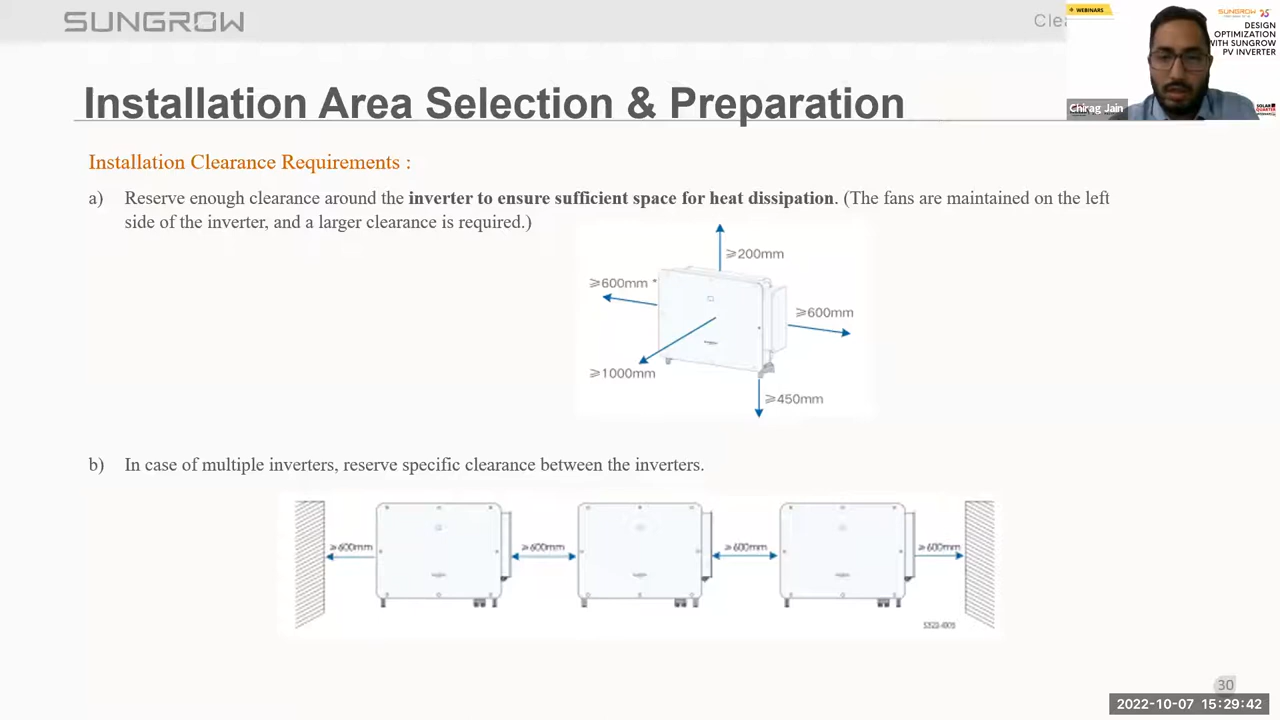 SUNGROW
WEBINARS
SUNGROW
DESIGN
OPTIMIZATION
WITH SUNGROW
PV INVERTER
Chirag Jain
SOLAR
QUARTER
Installation Area Selection & Preparation
Installation Clearance Requirements :
a) Reserve enough clearance around the inverter to ensure sufficient space for heat dissipation. (The fans are maintained on the left
side of the inverter, and a larger clearance is required.)
≥200mm
≥600mm
≥600mm
≥1000mm
≥450mm
b) In case of multiple inverters, reserve specific clearance between the inverters.
≥600mm ≥600mm ≥600mm ≥600mm
30
2022-10-07 15:29:42